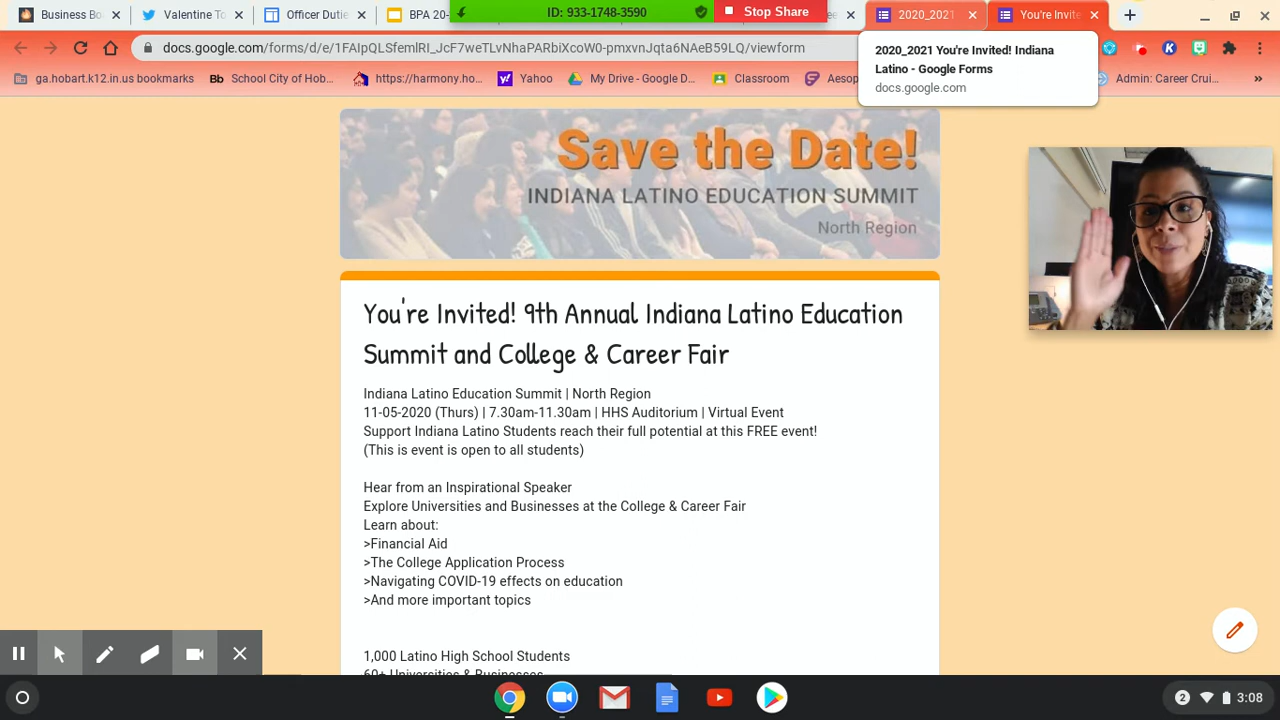 Business Bo
Valentine To
Officer Dutie
BPA 20-
ID: 933-1748-3590
Stop Share
2020_2021
You're Invite
docs.google.com/forms/d/e/1FAIpQLSfemlRI_JcF7weTLvNhaPARbiXcoW0-pmxvnJqta6NAeB59LQ/viewform
2020_2021 You're Invited! Indiana
Latino - Google Forms
docs.google.com
ga.hobart.k12.in.us bookmarks
Bb School City of Hob...
https://harmony.ho...
Yahoo
My Drive - Google D...
Classroom
Aesop
Admin: Career Crui...
Save the Date!
INDIANA LATINO EDUCATION SUMMIT
North Region
You're Invited! 9th Annual Indiana Latino Education
Summit and College & Career Fair
Indiana Latino Education Summit | North Region
11-05-2020 (Thurs) | 7.30am-11.30am | HHS Auditorium | Virtual Event
Support Indiana Latino Students reach their full potential at this FREE event!
(This is event is open to all students)
Hear from an Inspirational Speaker
Explore Universities and Businesses at the College & Career Fair
Learn about:
>Financial Aid
>The College Application Process
>Navigating COVID-19 effects on education
>And more important topics
1,000 Latino High School Students
60+ Universities & Businesses
2
3:08